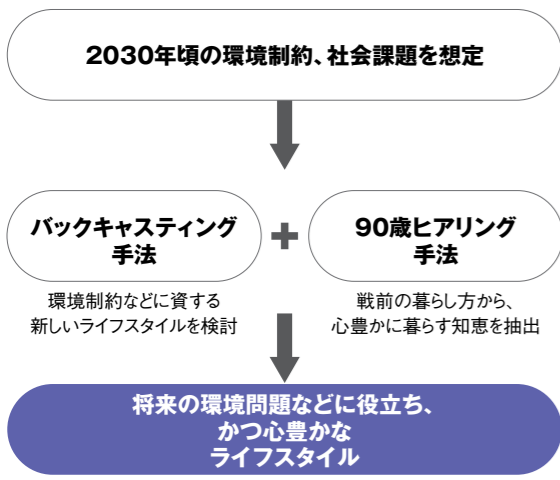 2030年頃の環境制約、社会課題を想定
バックキャスティング
手法
+
90歳ヒアリング
手法
環境制約などに資する
新しいライフスタイルを検討
戦前の暮らし方から、
心豊かに暮らす知恵を抽出
将来の環境問題などに役立ち、
かつ心豊かな
ライフスタイル